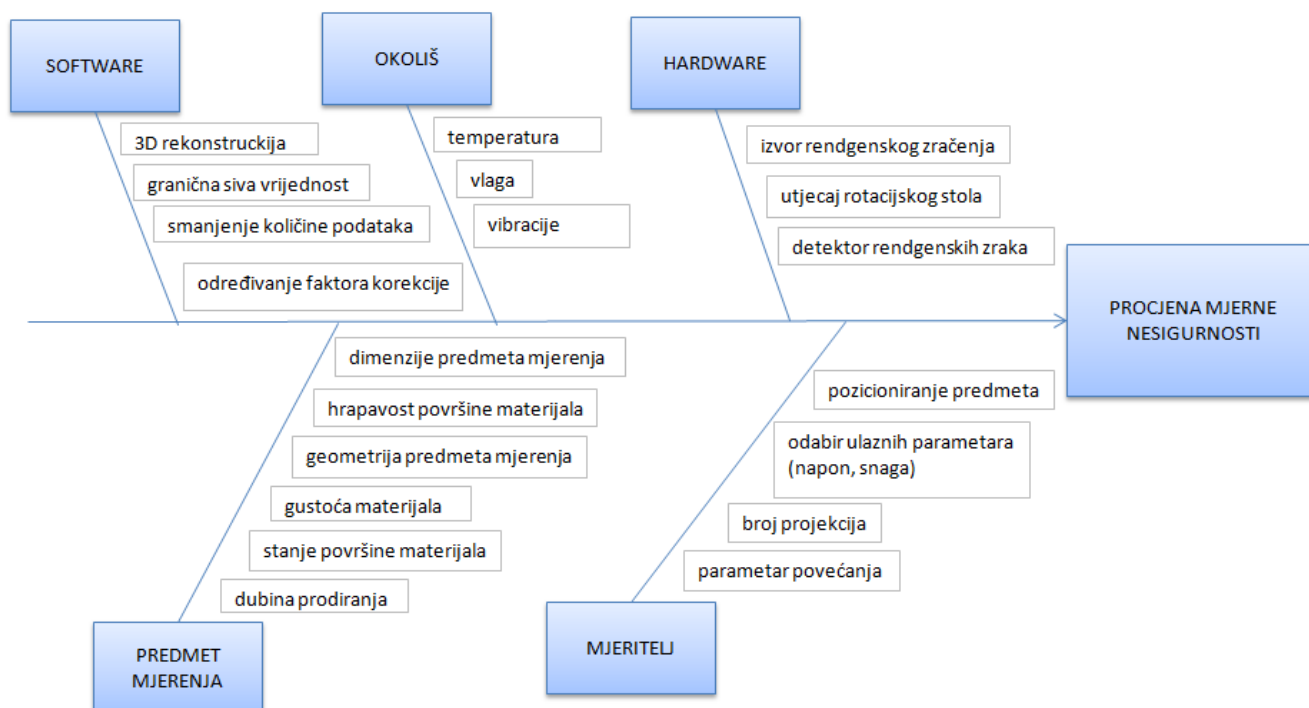 SOFTWARE
OKOLIŠ
HARDWARE
3D rekonstruckija
granična siva vrijednost
smanjenje količine podataka
određivanje faktora korekcije
temperatura
vlaga
vibracije
izvor rendgenskog zračenja
utjecaj rotacijskog stola
detektor rendgenskih zraka
PROCJENA MJERNE
NESIGURNOSTI
dimenzije predmeta mjerenja
hrapavost površine materijala
geometrija predmeta mjerenja
gustoća materijala
stanje površine materijala
dubina prodiranja
pozicioniranje predmeta
odabir ulaznih parametara
(napon, snaga)
broj projekcija
parametar povećanja
PREDMET
MJERENJA
MJERITELJ